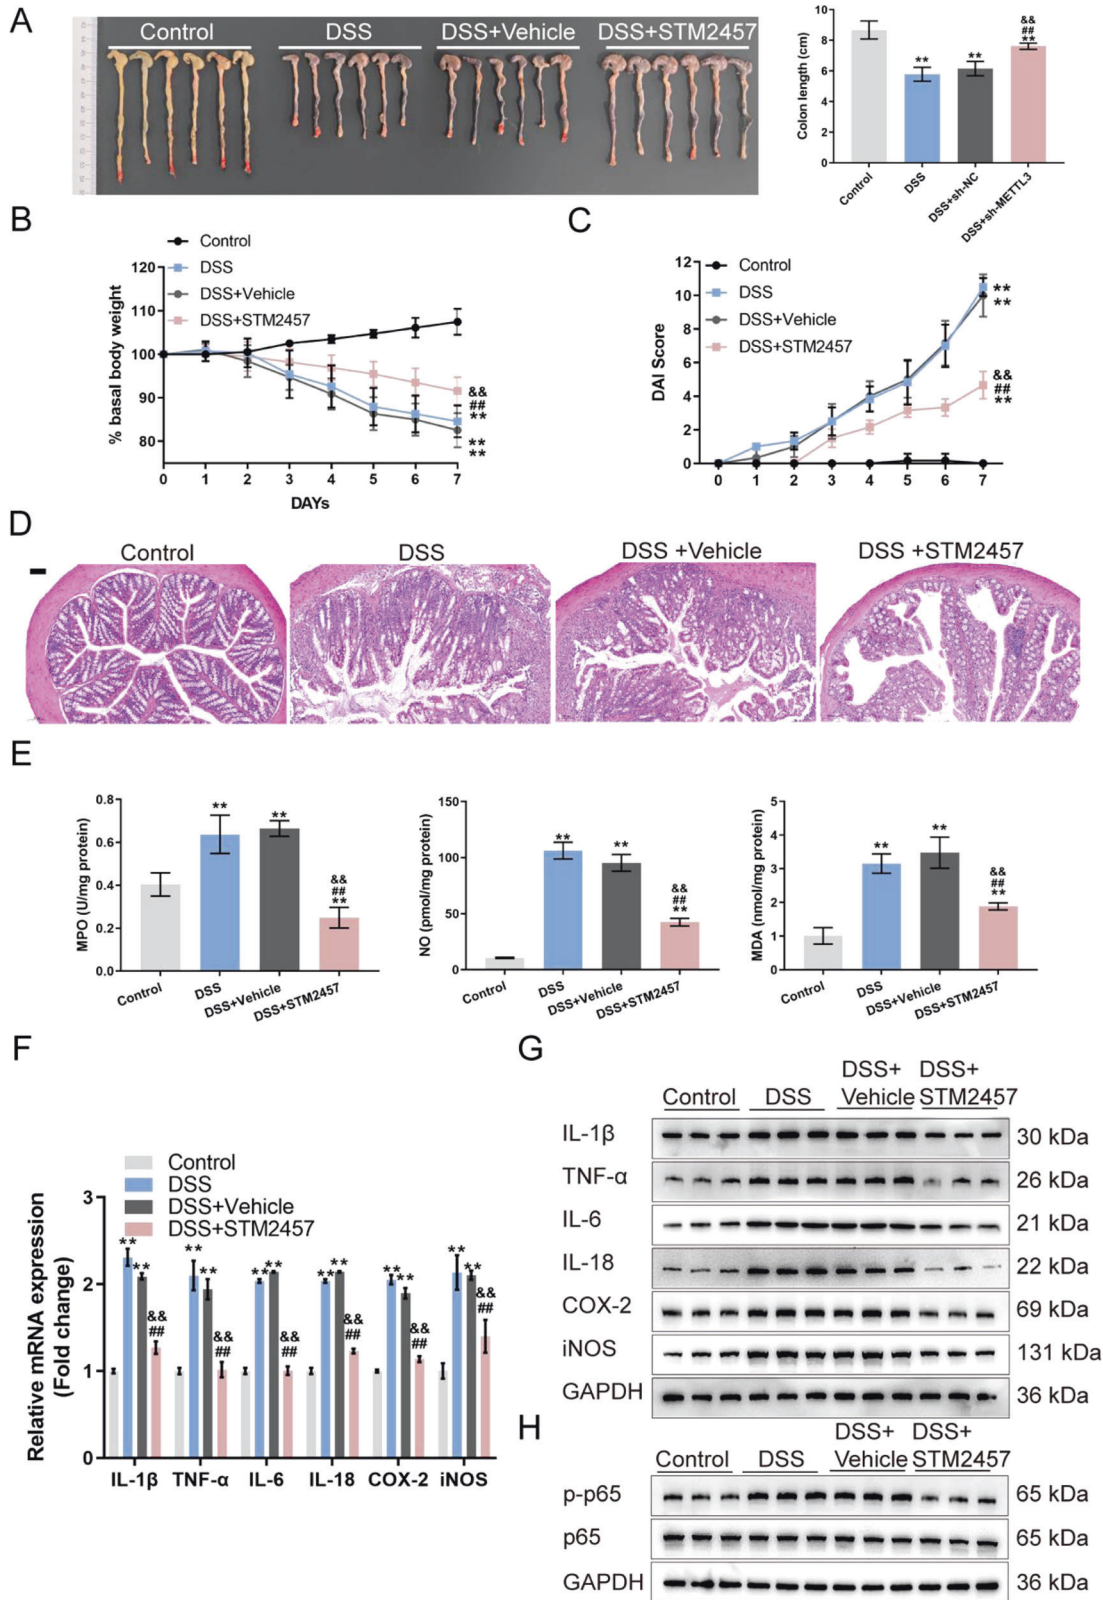 A
Control
DSS
DSS+Vehicle
DSS+STM2457
Colon length (cm)
10
8
6
4
2
0
**
**
&&
##
**
Control
DSS
DSS+sh-NC
DSS+sh-METTL3
B
Control
DSS
DSS+Vehicle
DSS+STM2457
% basal body weight
120
110
100
90
80
&&
##
**
**
**
0 1 2 3 4 5 6 7
DAYs
C
Control
DSS
DSS+Vehicle
DSS+STM2457
DAI Score
12
10
8
6
4
2
0
**
**
&&
##
**
0 1 2 3 4 5 6 7
D
Control
DSS
DSS +Vehicle
DSS +STM2457
E
MPO (U/mg protein)
0.8
0.6
0.4
0.2
0.0
**
**
&&
##
**
Control
DSS
DSS+Vehicle
DSS+STM2457
NO (pmol/mg protein)
150
100
50
0
**
**
&&
##
**
Control
DSS
DSS+Vehicle
DSS+STM2457
MDA (nmol/mg protein)
5
4
3
2
1
0
**
**
&&
##
**
Control
DSS
DSS+Vehicle
DSS+STM2457
F
Control
DSS
DSS+Vehicle
DSS+STM2457
Relative mRNA expression
(Fold change)
3
2
1
0
** ** && ##
** ** && ##
** ** && ##
** ** && ##
** ** && ##
** ** && ##
IL-1β TNF-α IL-6 IL-18 COX-2 iNOS
G
Control
DSS
DSS+
Vehicle
DSS+
STM2457
IL-1β 30 kDa
TNF-α 26 kDa
IL-6 21 kDa
IL-18 22 kDa
COX-2 69 kDa
iNOS 131 kDa
GAPDH 36 kDa
H
Control
DSS
DSS+
Vehicle
DSS+
STM2457
p-p65 65 kDa
p65 65 kDa
GAPDH 36 kDa